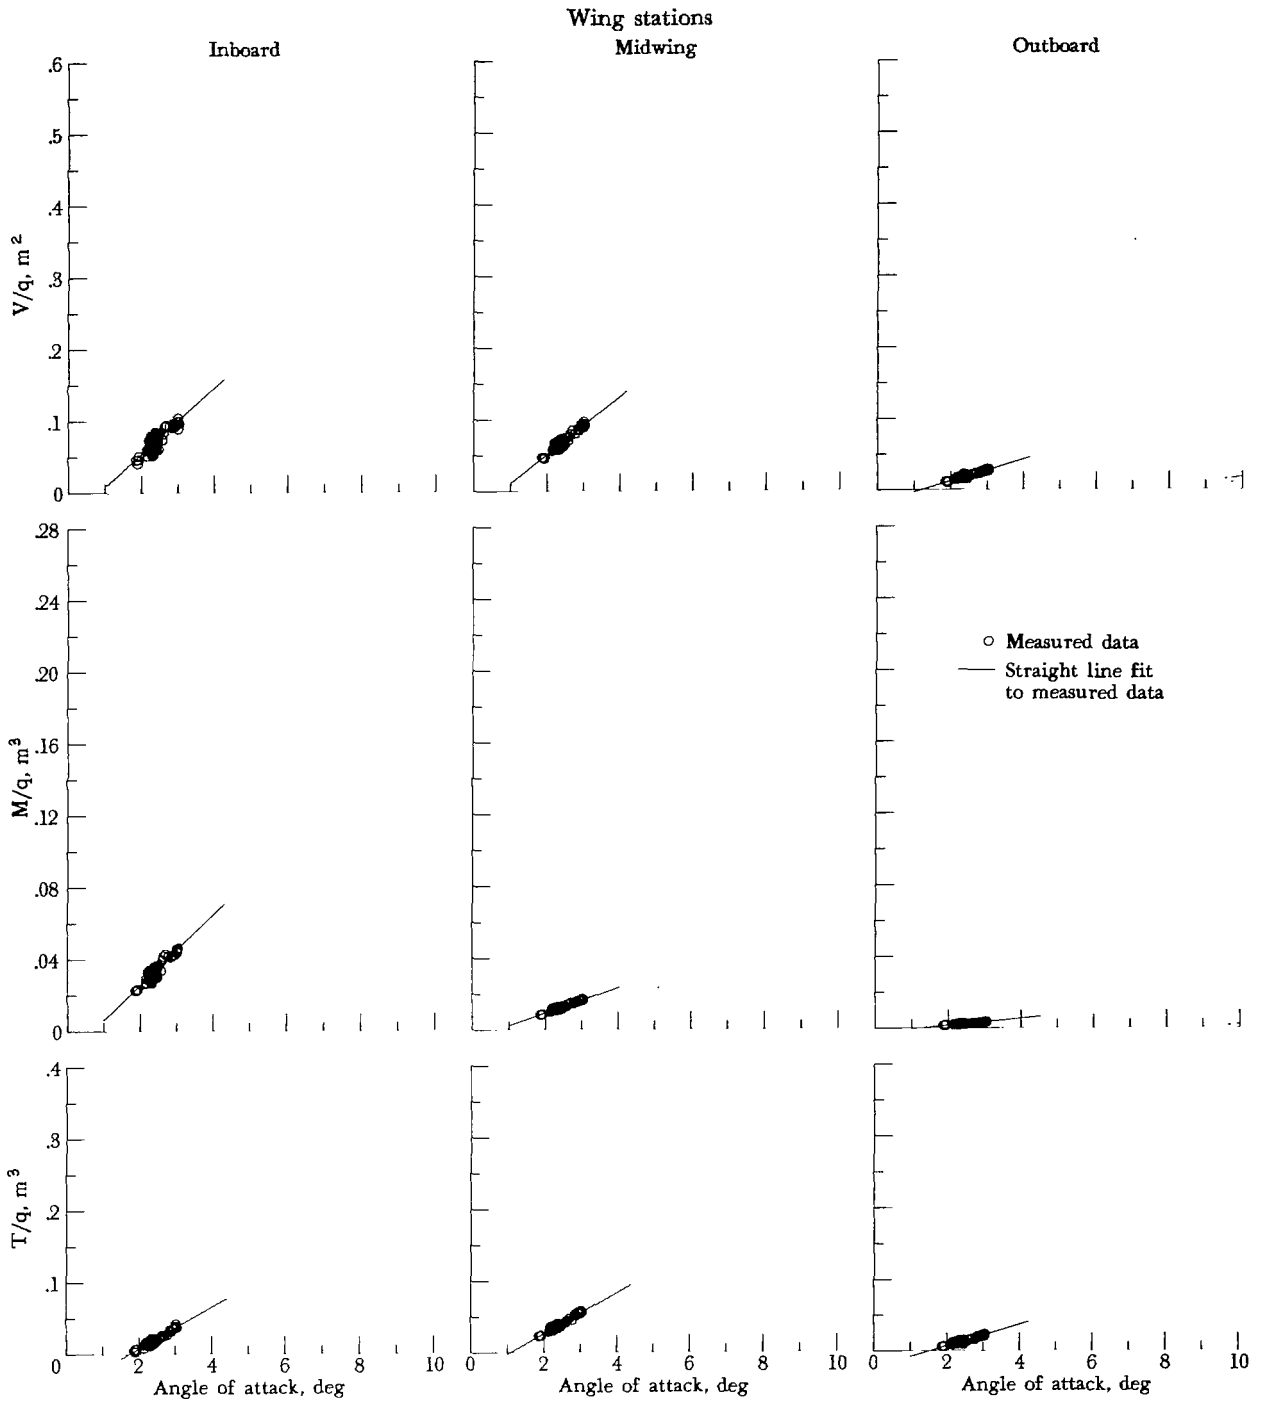 Wing stations
Inboard Midwing Outboard
.6
.5
.4
.3
.2
.1
0
V/q, m²
.28
.24
.20
.16
.12
.08
.04
0
M/q, m³
Measured data
Straight line fit
to measured data
.4
.3
.2
.1
T/q, m³
0 2 4 6 8 10 0 2 4 6 8 10 0 2 4 6 8 10
Angle of attack, deg Angle of attack, deg Angle of attack, deg